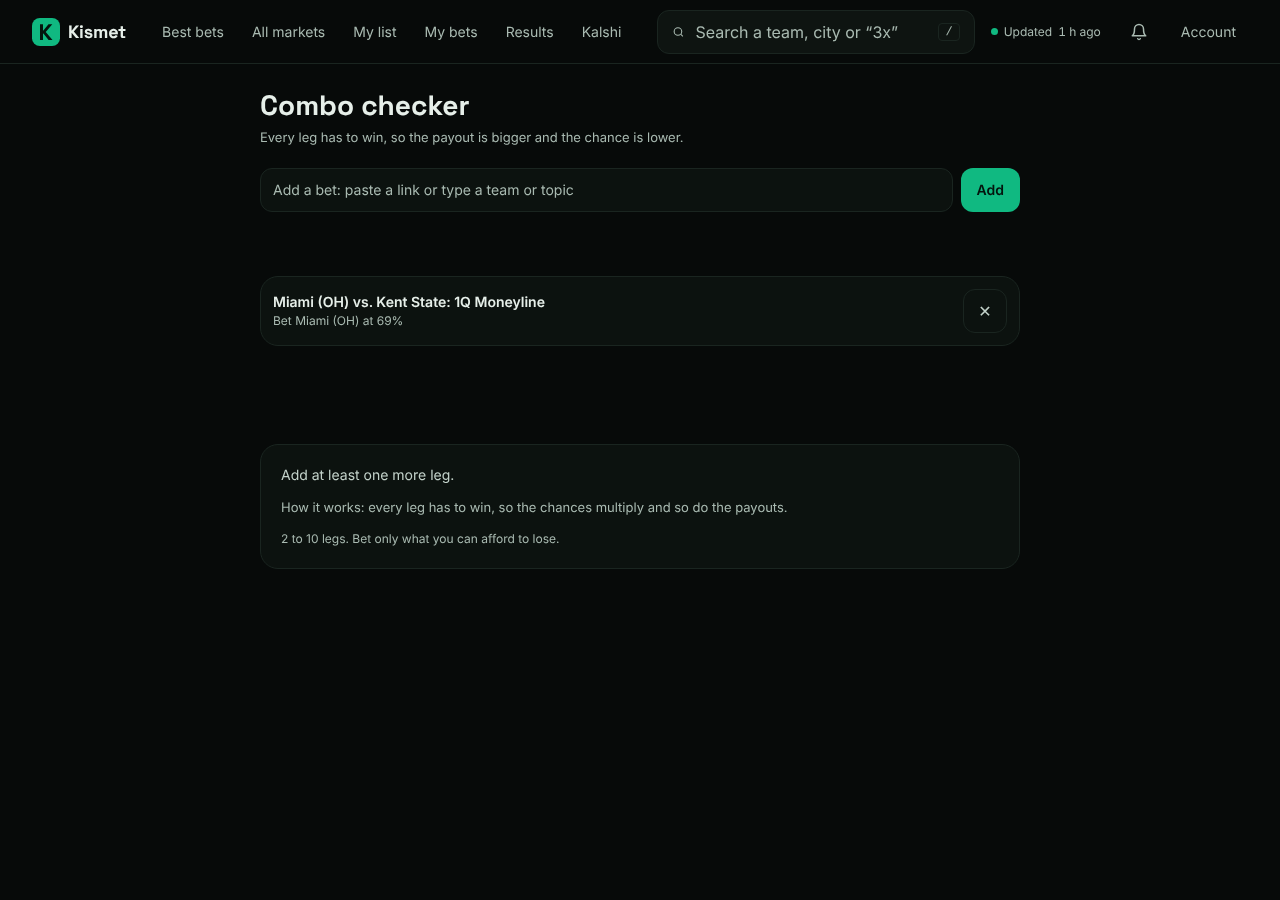 K Kismet Best bets All markets My list My bets Results Kalshi Search a team, city or “3x” / Updated 1 h ago Account
Combo checker
Every leg has to win, so the payout is bigger and the chance is lower.
Add a bet: paste a link or type a team or topic Add
Miami (OH) vs. Kent State: 1Q Moneyline
Bet Miami (OH) at 69%
✕
Add at least one more leg.
How it works: every leg has to win, so the chances multiply and so do the payouts.
2 to 10 legs. Bet only what you can afford to lose.